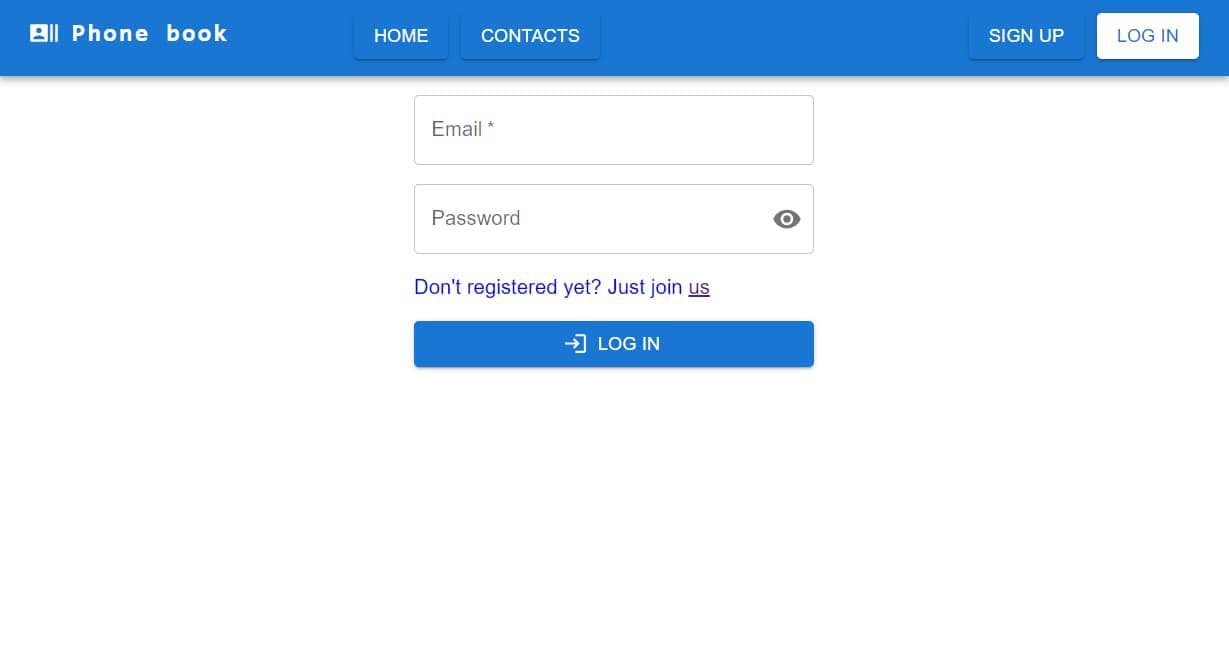 Phone book HOME CONTACTS SIGN UP LOG IN
Email *
Password
Don't registered yet? Just join us
LOG IN